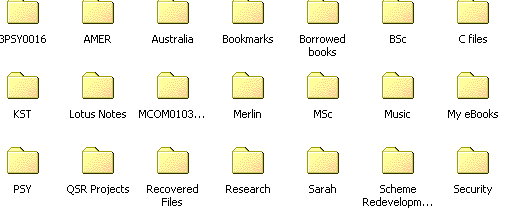 3PSY0016 AMER Australia Bookmarks Borrowed books BSc C files
KST Lotus Notes MCOM0103... Merlin MSc Music My eBooks
PSY QSR Projects Recovered Files Research Sarah Scheme Redevelopm... Security